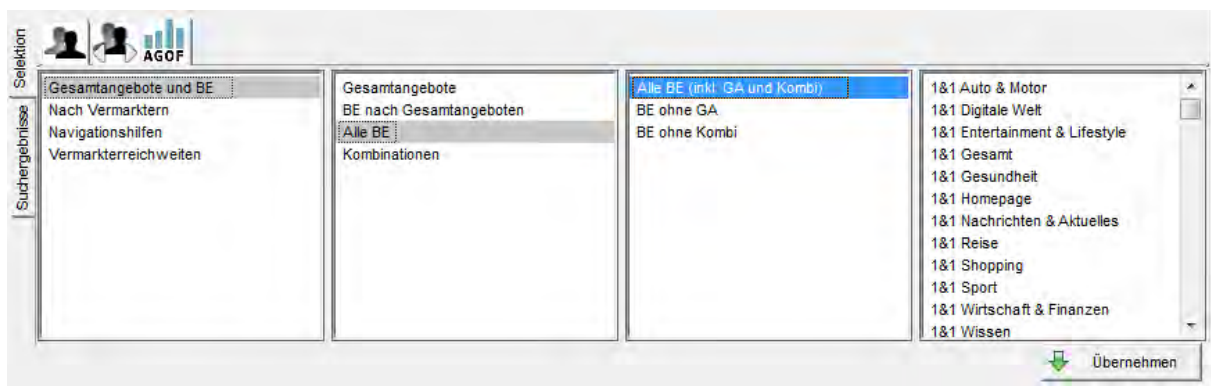 Selektion
Suchergebnisse
AGOF
Gesamtangebote und BE
Nach Vermarktern
Navigationshilfen
Vermarkterreichweiten
Gesamtangebote
BE nach Gesamtangeboten
Alle BE
Kombinationen
Alle BE (inkl. GA und Kombi)
BE ohne GA
BE ohne Kombi
1&1 Auto & Motor
1&1 Digitale Welt
1&1 Entertainment & Lifestyle
1&1 Gesamt
1&1 Gesundheit
1&1 Homepage
1&1 Nachrichten & Aktuelles
1&1 Reise
1&1 Shopping
1&1 Sport
1&1 Wirtschaft & Finanzen
1&1 Wissen
Übernehmen